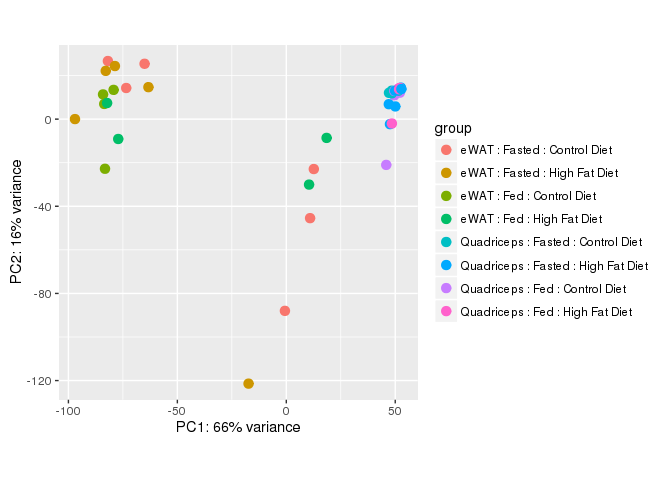 0
-40
-80
-120
-100
-50
0
50
PC1: 66% variance
PC2: 16% variance
group
eWAT : Fasted : Control Diet
eWAT : Fasted : High Fat Diet
eWAT : Fed : Control Diet
eWAT : Fed : High Fat Diet
Quadriceps : Fasted : Control Diet
Quadriceps : Fasted : High Fat Diet
Quadriceps : Fed : Control Diet
Quadriceps : Fed : High Fat Diet